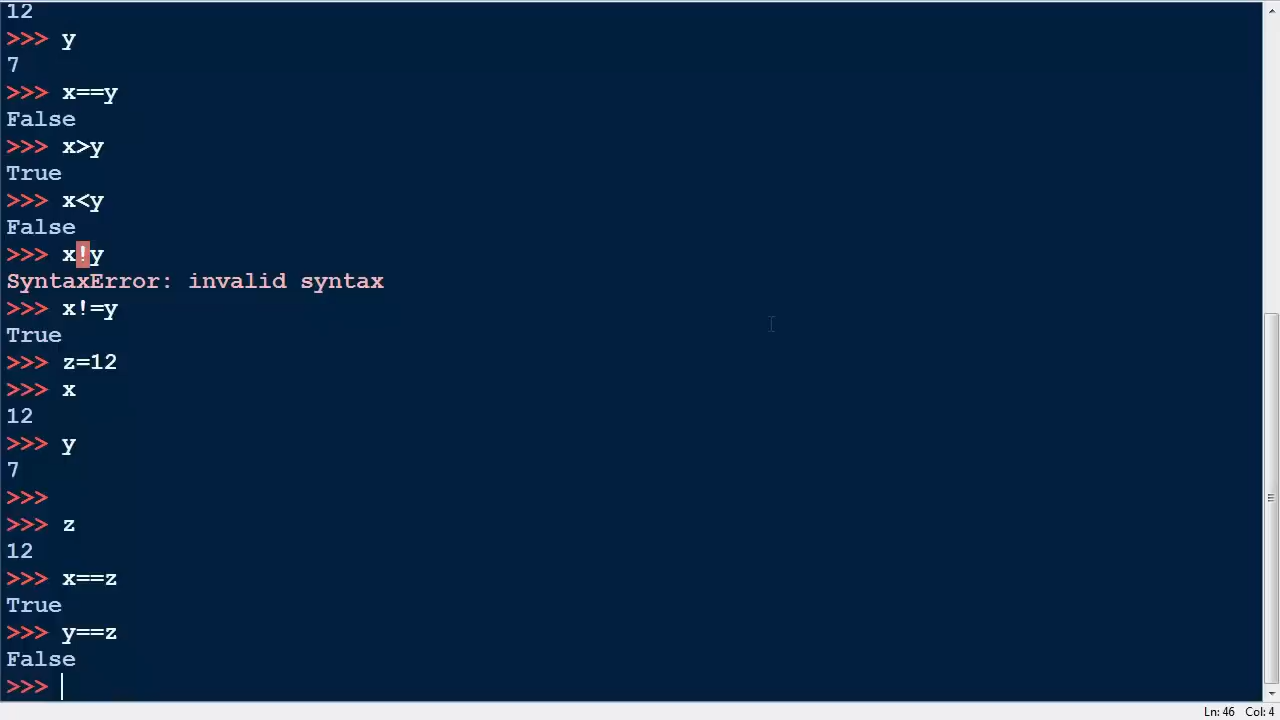 12
>>> y
7
>>> x==y
False
>>> x>y
True
>>> x<y
False
>>> x!y
SyntaxError: invalid syntax
>>> x!=y
True
>>> z=12
>>> x
12
>>> y
7
>>>
>>> z
12
>>> x==z
True
>>> y==z
False
>>>
Ln: 46 Col: 4